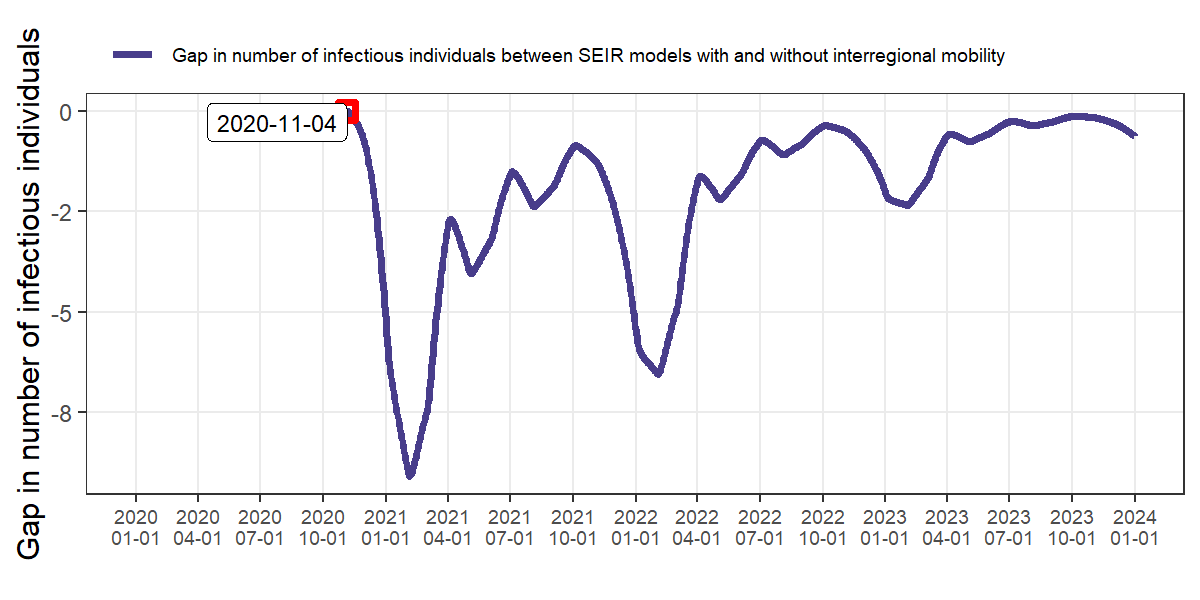 Gap in number of infectious individuals between SEIR models with and without interregional mobility
Gap in number of infectious individuals
0
-2
-5
-8
2020-11-04
2020 2020 2020 2020 2021 2021 2021 2021 2022 2022 2022 2022 2023 2023 2023 2023 2024
01-01 04-01 07-01 10-01 01-01 04-01 07-01 10-01 01-01 04-01 07-01 10-01 01-01 04-01 07-01 10-01 01-01